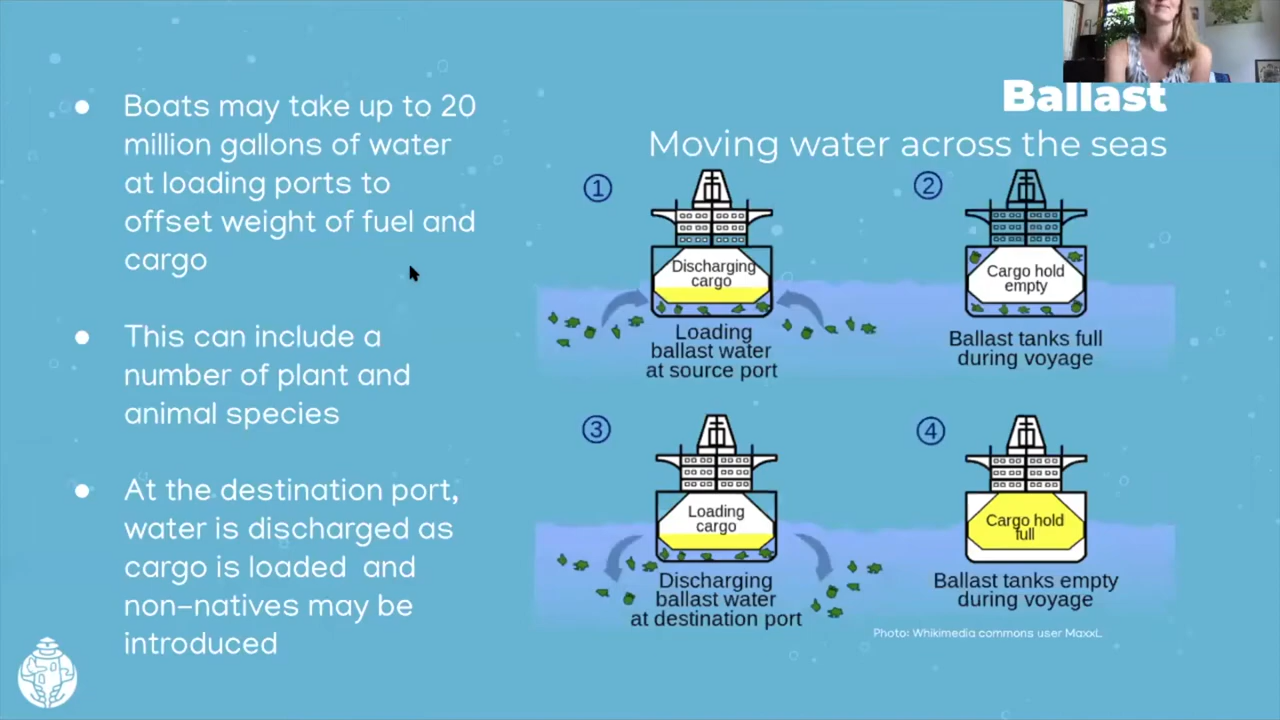 Ballast
Moving water across the seas
● Boats may take up to 20
million gallons of water
at loading ports to
offset weight of fuel and
cargo
● This can include a
number of plant and
animal species
● At the destination port,
water is discharged as
cargo is loaded and
non-natives may be
introduced
1
Discharging
cargo
Loading
ballast water
at source port
2
Cargo hold
empty
Ballast tanks full
during voyage
3
Loading
cargo
Discharging
ballast water
at destination port
4
Cargo hold
full
Ballast tanks empty
during voyage
Photo: Whikimedia commons user MaxxL.